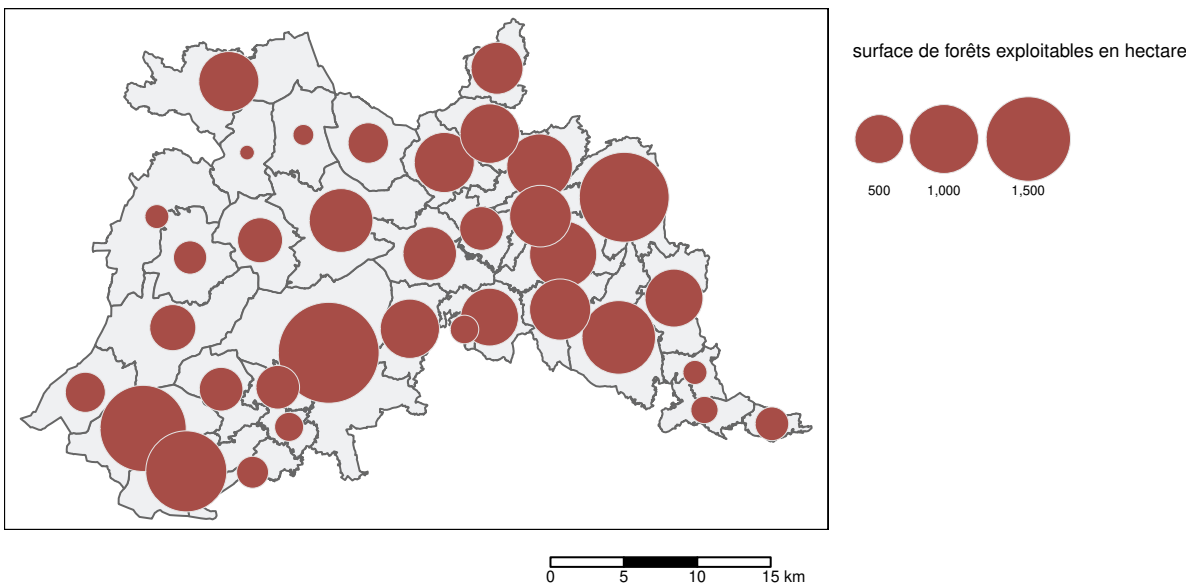 surface de forêts exploitables en hectare
500 1,000 1,500
0 5 10 15 km